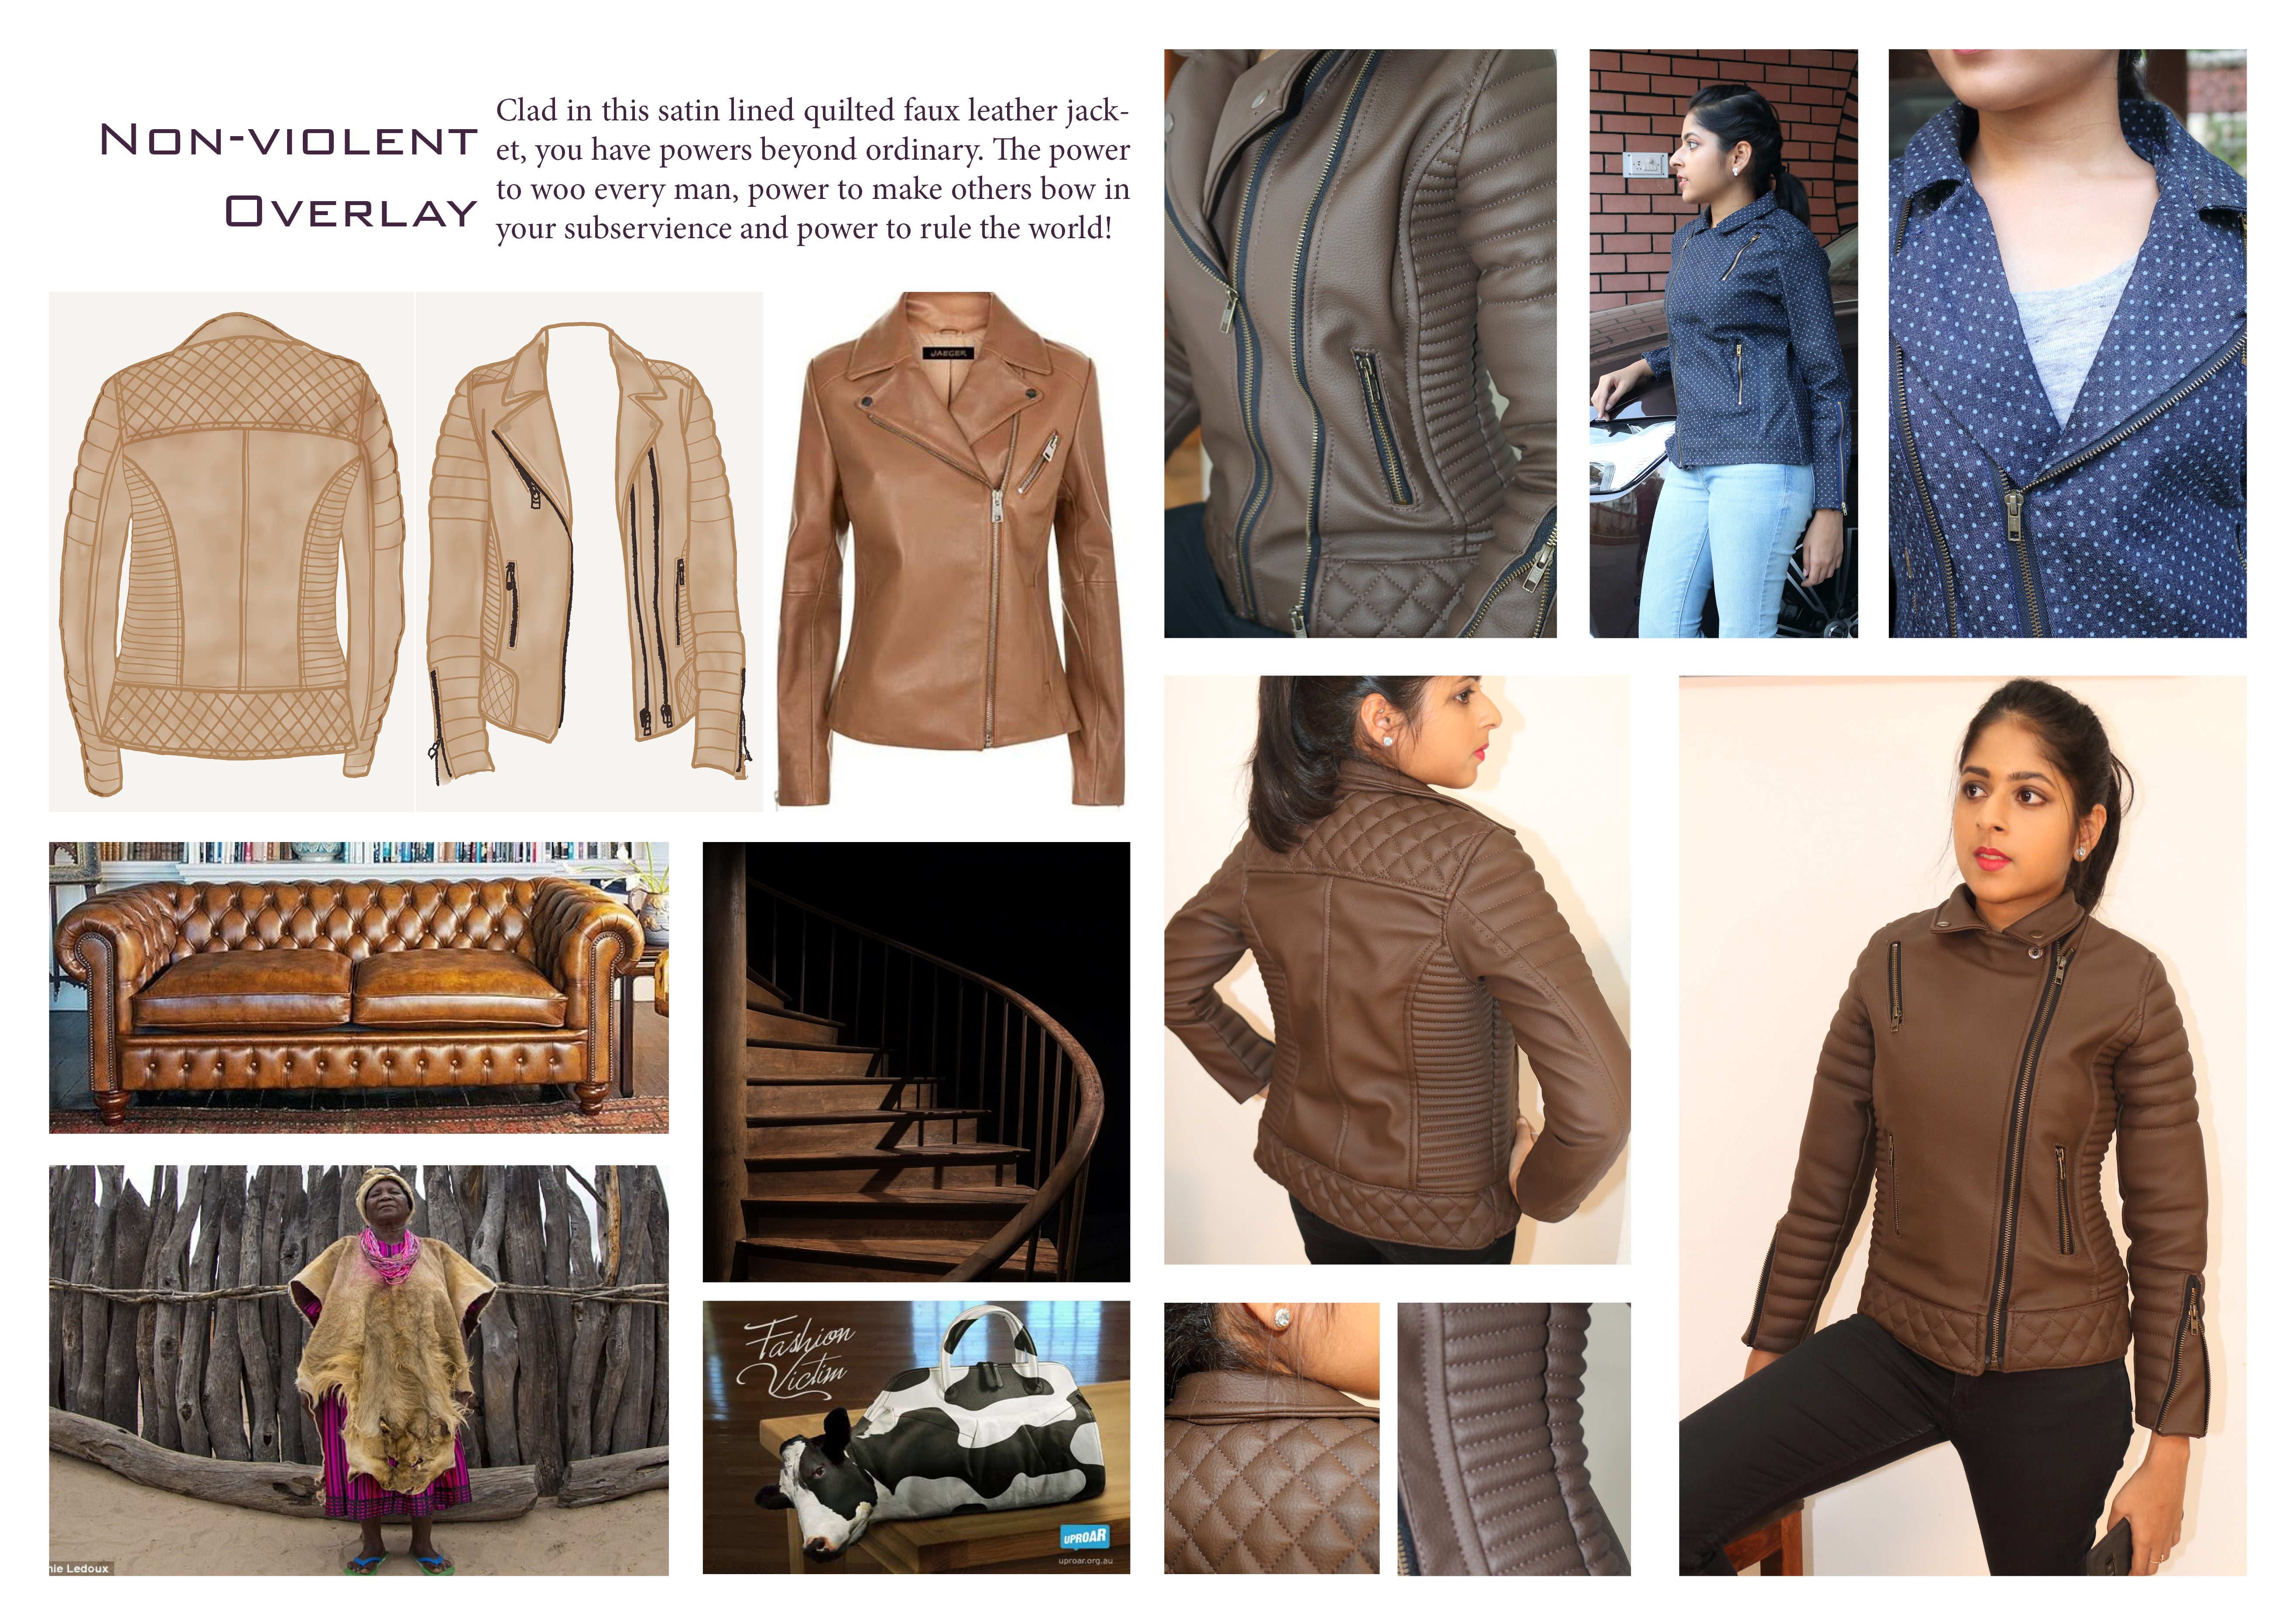 Non-violent
Overlay
Clad in this satin lined quilted faux leather jack-
et, you have powers beyond ordinary. The power
to woo every man, power to make others bow in
your subservience and power to rule the world!
JAEGER
Fashion
Victim
UPROAR
uproar.org.au
nie Ledoux